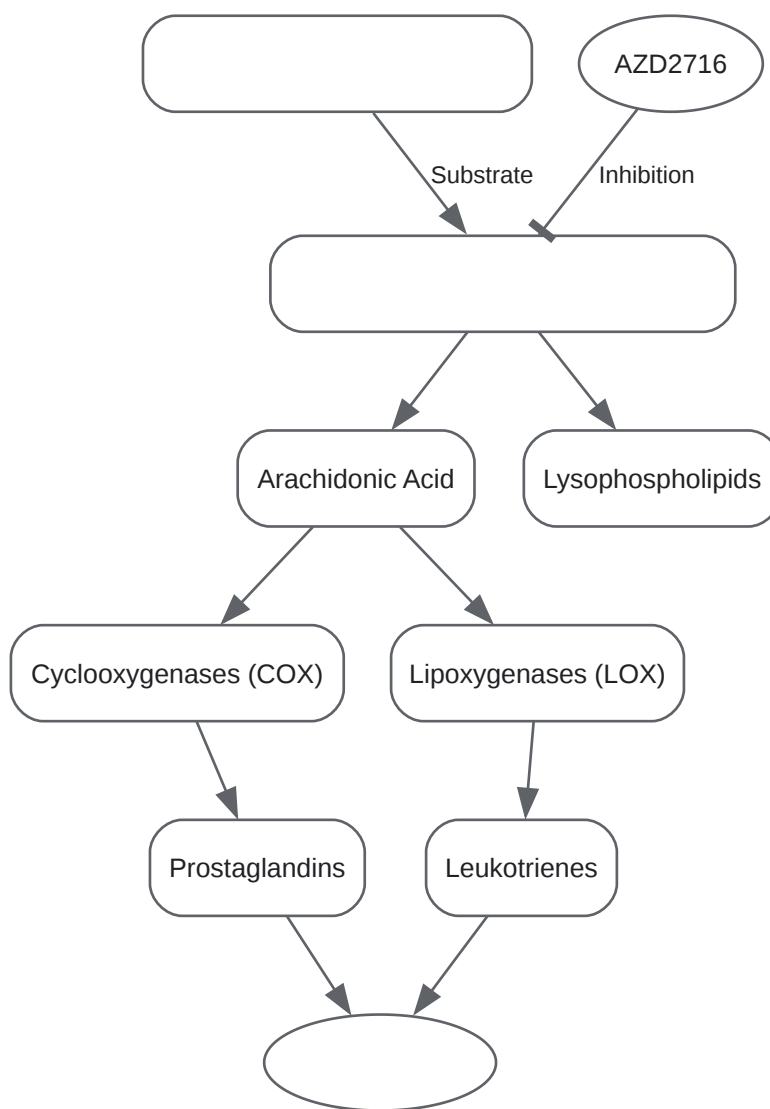 AZD2716
Substrate
Inhibition
Arachidonic Acid
Lysophospholipids
Cyclooxygenases (COX)
Lipoxygenases (LOX)
Prostaglandins
Leukotrienes